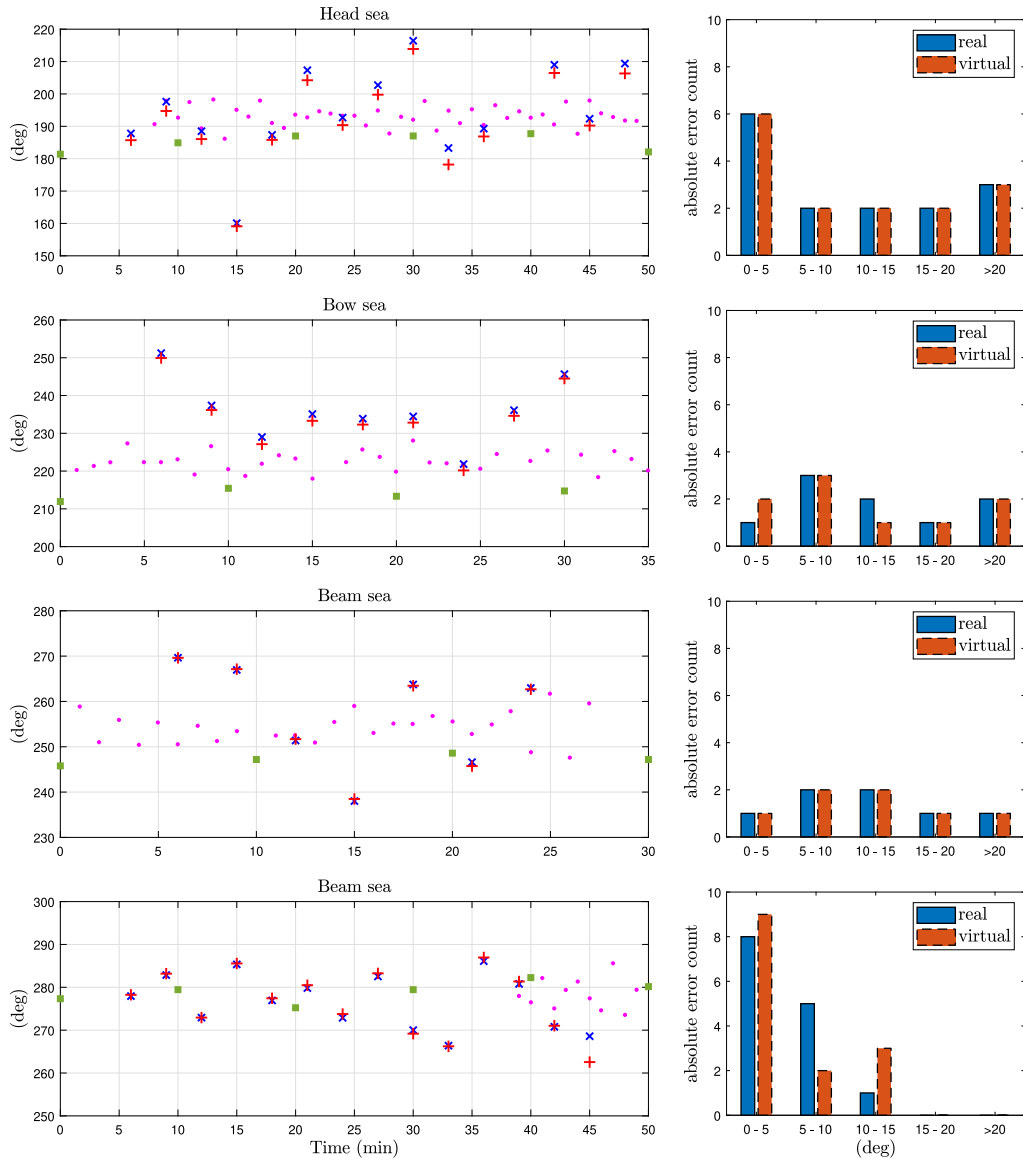 Head sea
(deg)
220
210
200
190
180
170
160
150
0 5 10 15 20 25 30 35 40 45 50
absolute error count
10
8
6
4
2
0
real
virtual
0 - 5 5 - 10 10 - 15 15 - 20 >20
Bow sea
(deg)
260
250
240
230
220
210
200
0 5 10 15 20 25 30 35
absolute error count
10
8
6
4
2
0
real
virtual
0 - 5 5 - 10 10 - 15 15 - 20 >20
Beam sea
(deg)
280
270
260
250
240
230
0 5 10 15 20 25 30
absolute error count
10
8
6
4
2
0
real
virtual
0 - 5 5 - 10 10 - 15 15 - 20 >20
Beam sea
(deg)
300
290
280
270
260
250
0 5 10 15 20 25 30 35 40 45 50
Time (min)
absolute error count
10
8
6
4
2
0
real
virtual
0 - 5 5 - 10 10 - 15 15 - 20 >20
(deg)